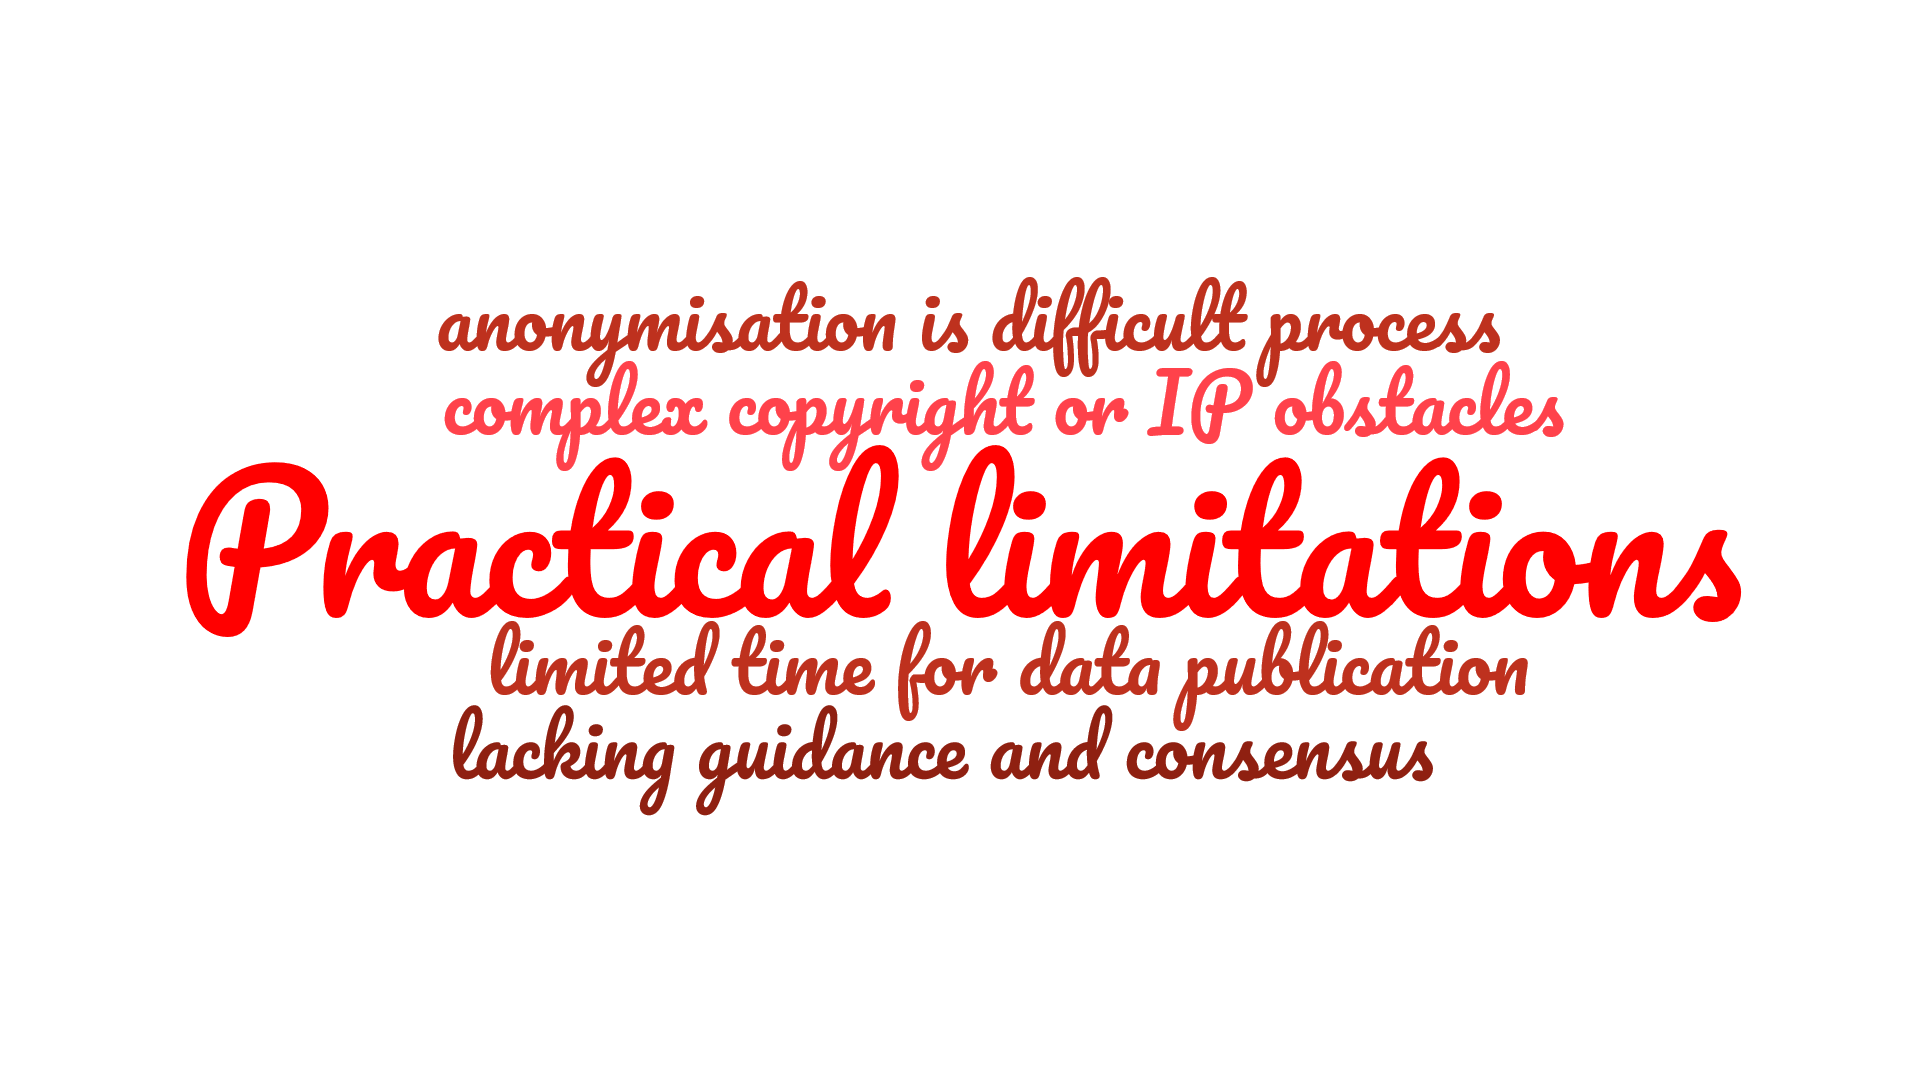 anonymisation is difficult process
complex copyright or IP obstacles
Practical limitations
limited time for data publication
lacking guidance and consensus